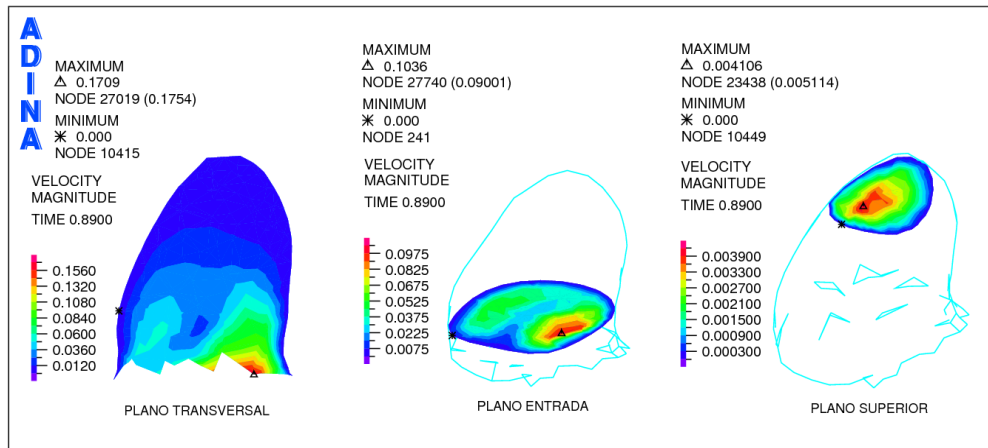 ADINA
MAXIMUM
0.1709
NODE 27019 (0.1754)
MINIMUM
0.000
NODE 10415
VELOCITY
MAGNITUDE
TIME 0.8900
0.1560
0.1320
0.1080
0.0840
0.0600
0.0360
0.0120
PLANO TRANSVERSAL
MAXIMUM
0.1036
NODE 27740 (0.09001)
MINIMUM
0.000
NODE 241
VELOCITY
MAGNITUDE
TIME 0.8900
0.0975
0.0825
0.0675
0.0525
0.0375
0.0225
0.0075
PLANO ENTRADA
MAXIMUM
0.004106
NODE 23438 (0.005114)
MINIMUM
0.000
NODE 10449
VELOCITY
MAGNITUDE
TIME 0.8900
0.003900
0.003300
0.002700
0.002100
0.001500
0.000900
0.000300
PLANO SUPERIOR